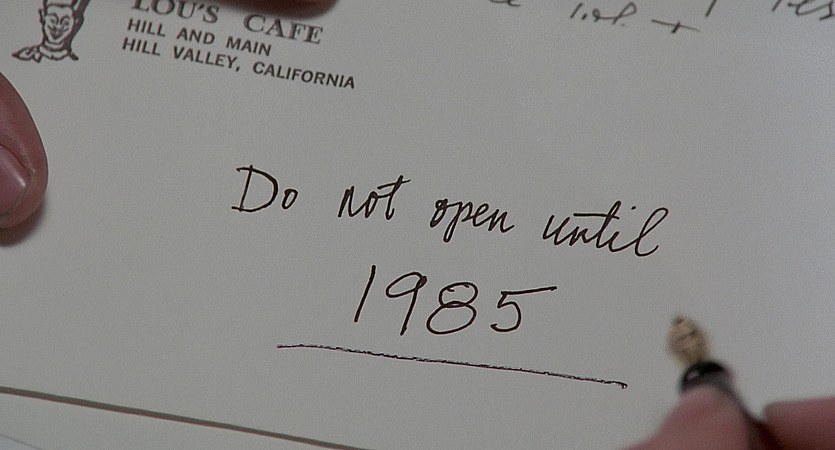 LOU'S CAFE
HILL AND MAIN
HILL VALLEY, CALIFORNIA
Do not open until
1985